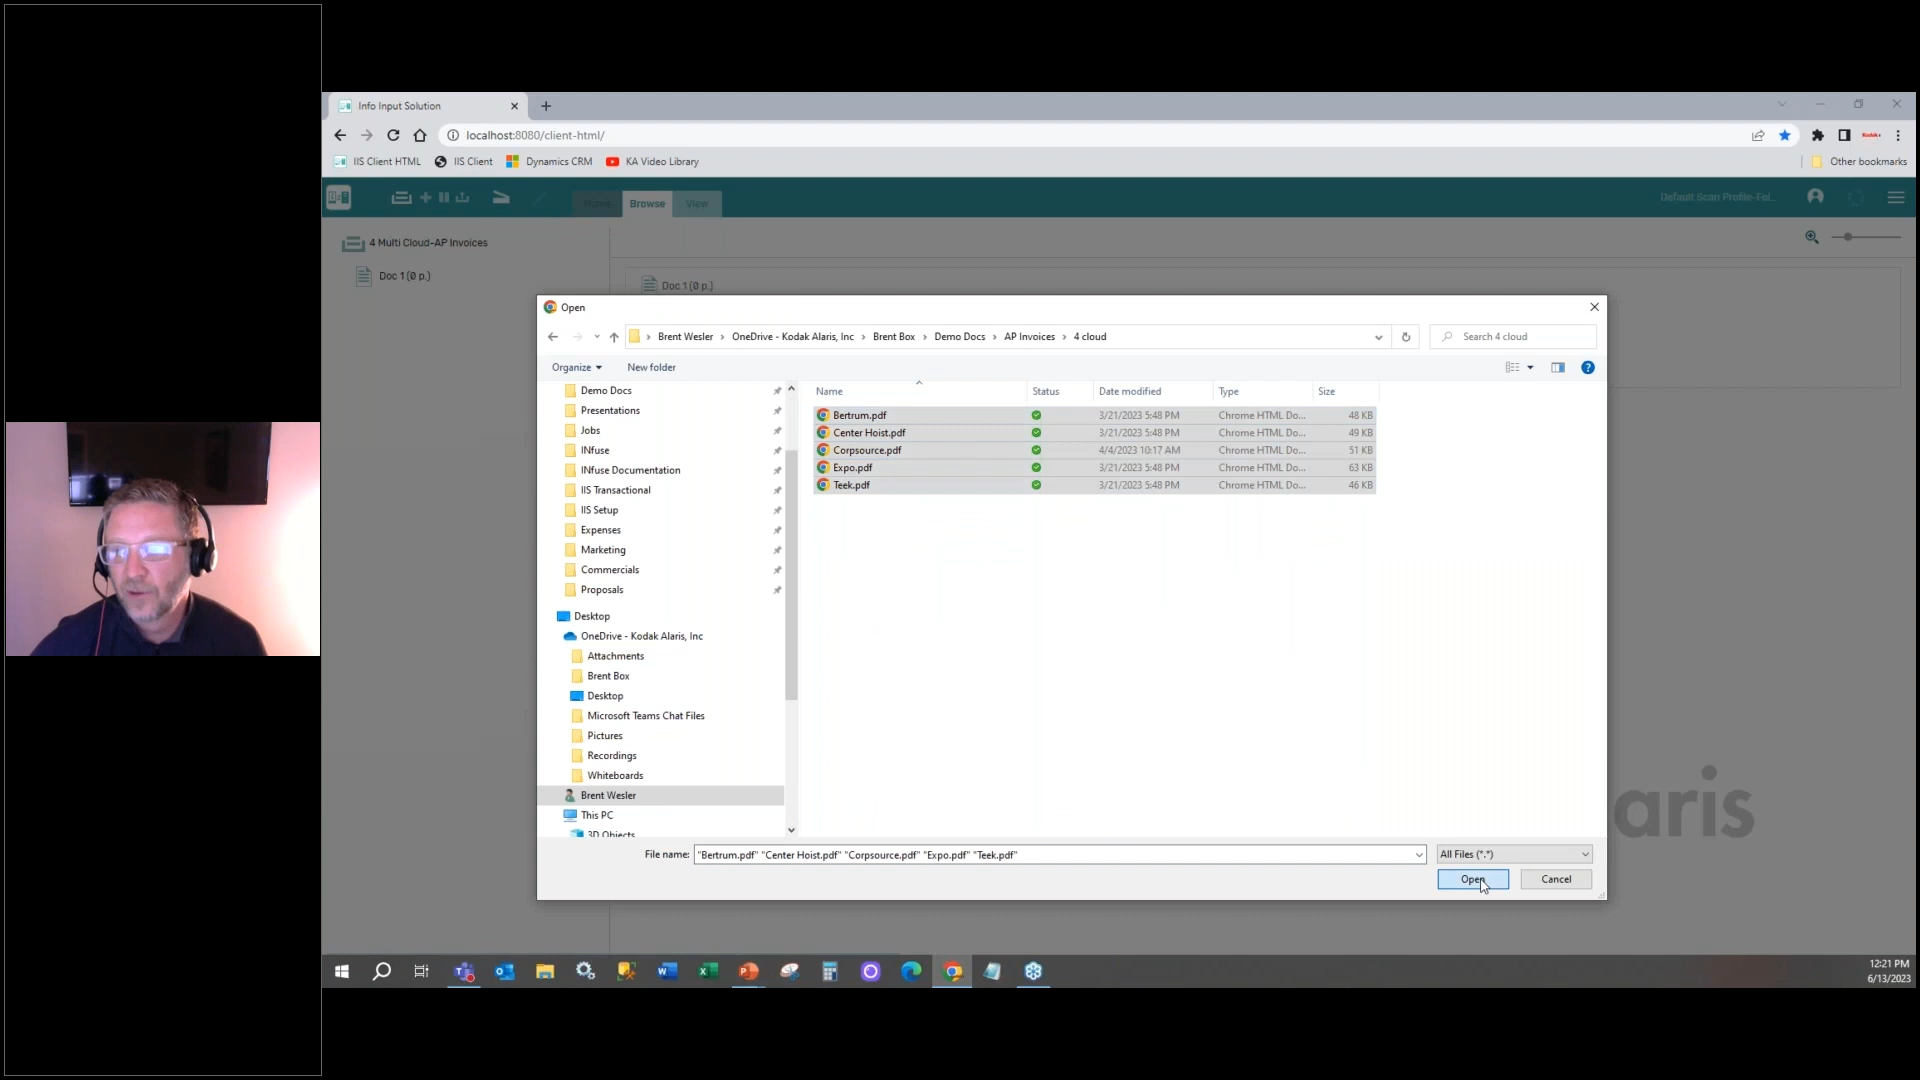 Info Input Solution
localhost:8080/client-html/
IIS Client HTML IIS Client Dynamics CRM KA Video Library Other bookmarks
Home Browse View Default Scan Profile-Fol...
4 Multi Cloud-AP Invoices
Doc 1 (0 p.)
Doc 1 (0 p.)
Open
Brent Wesler > OneDrive - Kodak Alaris, Inc > Brent Box > Demo Docs > AP Invoices > 4 cloud
Search 4 cloud
Organize New folder
Demo Docs
Presentations
Jobs
INfuse
INfuse Documentation
IIS Transactional
IIS Setup
Expenses
Marketing
Commercials
Proposals
Desktop
OneDrive - Kodak Alaris, Inc
Attachments
Brent Box
Desktop
Microsoft Teams Chat Files
Pictures
Recordings
Whiteboards
Brent Wesler
This PC
3D Objects
Name Status Date modified Type Size
Bertrum.pdf 3/21/2023 5:48 PM Chrome HTML Do... 48 KB
Center Hoist.pdf 3/21/2023 5:48 PM Chrome HTML Do... 49 KB
Corpsource.pdf 4/4/2023 10:17 AM Chrome HTML Do... 51 KB
Expo.pdf 3/21/2023 5:48 PM Chrome HTML Do... 63 KB
Teek.pdf 3/21/2023 5:48 PM Chrome HTML Do... 46 KB
aris
File name: "Bertrum.pdf" "Center Hoist.pdf" "Corpsource.pdf" "Expo.pdf" "Teek.pdf" All Files (*.*)
Open Cancel
12:21 PM
6/13/2023